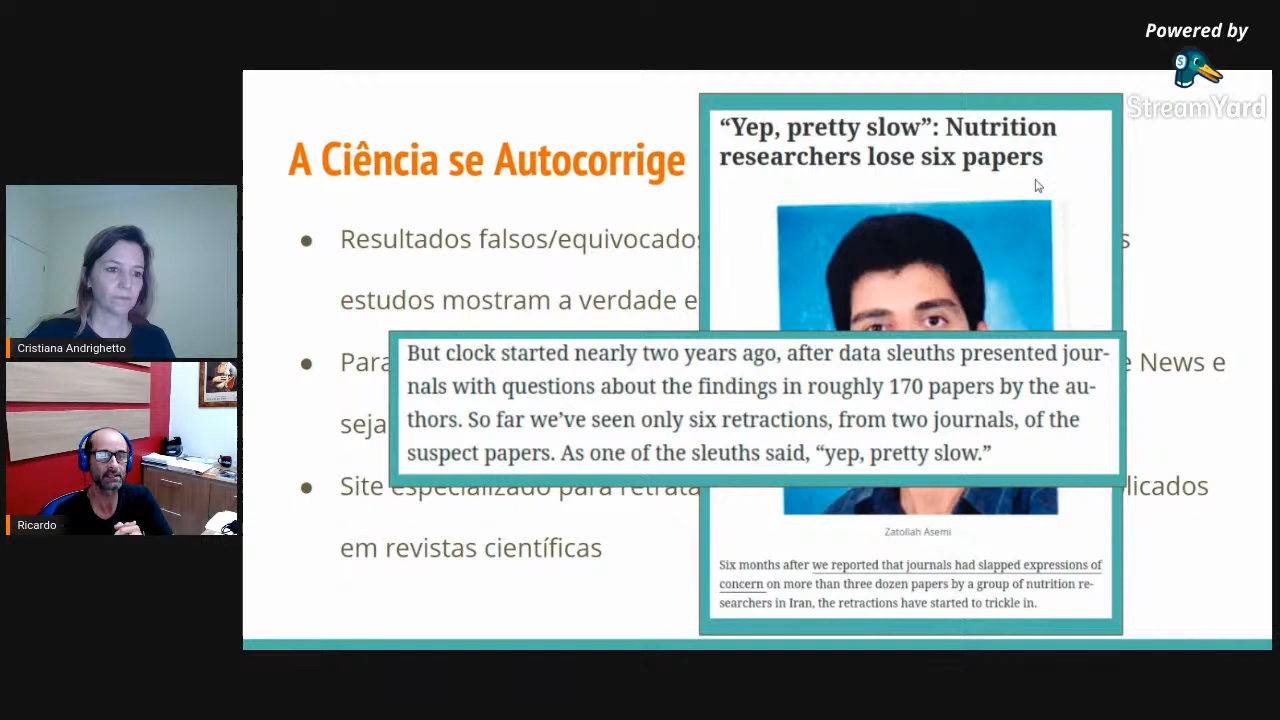 Powered by
StreamYard
A Ciência se Autocorrige
“Yep, pretty slow”: Nutrition
researchers lose six papers
Resultados falsos/equivocados
estudos mostram a verdade e
Para
e News e
seja
Site especializado para retrata
licados
em revistas científicas
But clock started nearly two years ago, after data sleuths presented jour-
nals with questions about the findings in roughly 170 papers by the au-
thors. So far we’ve seen only six retractions, from two journals, of the
suspect papers. As one of the sleuths said, “yep, pretty slow.”
Zatollah Asemi
Six months after we reported that journals had slapped expressions of
concern on more than three dozen papers by a group of nutrition re-
searchers in Iran, the retractions have started to trickle in.
Cristiana Andrighetto
Ricardo